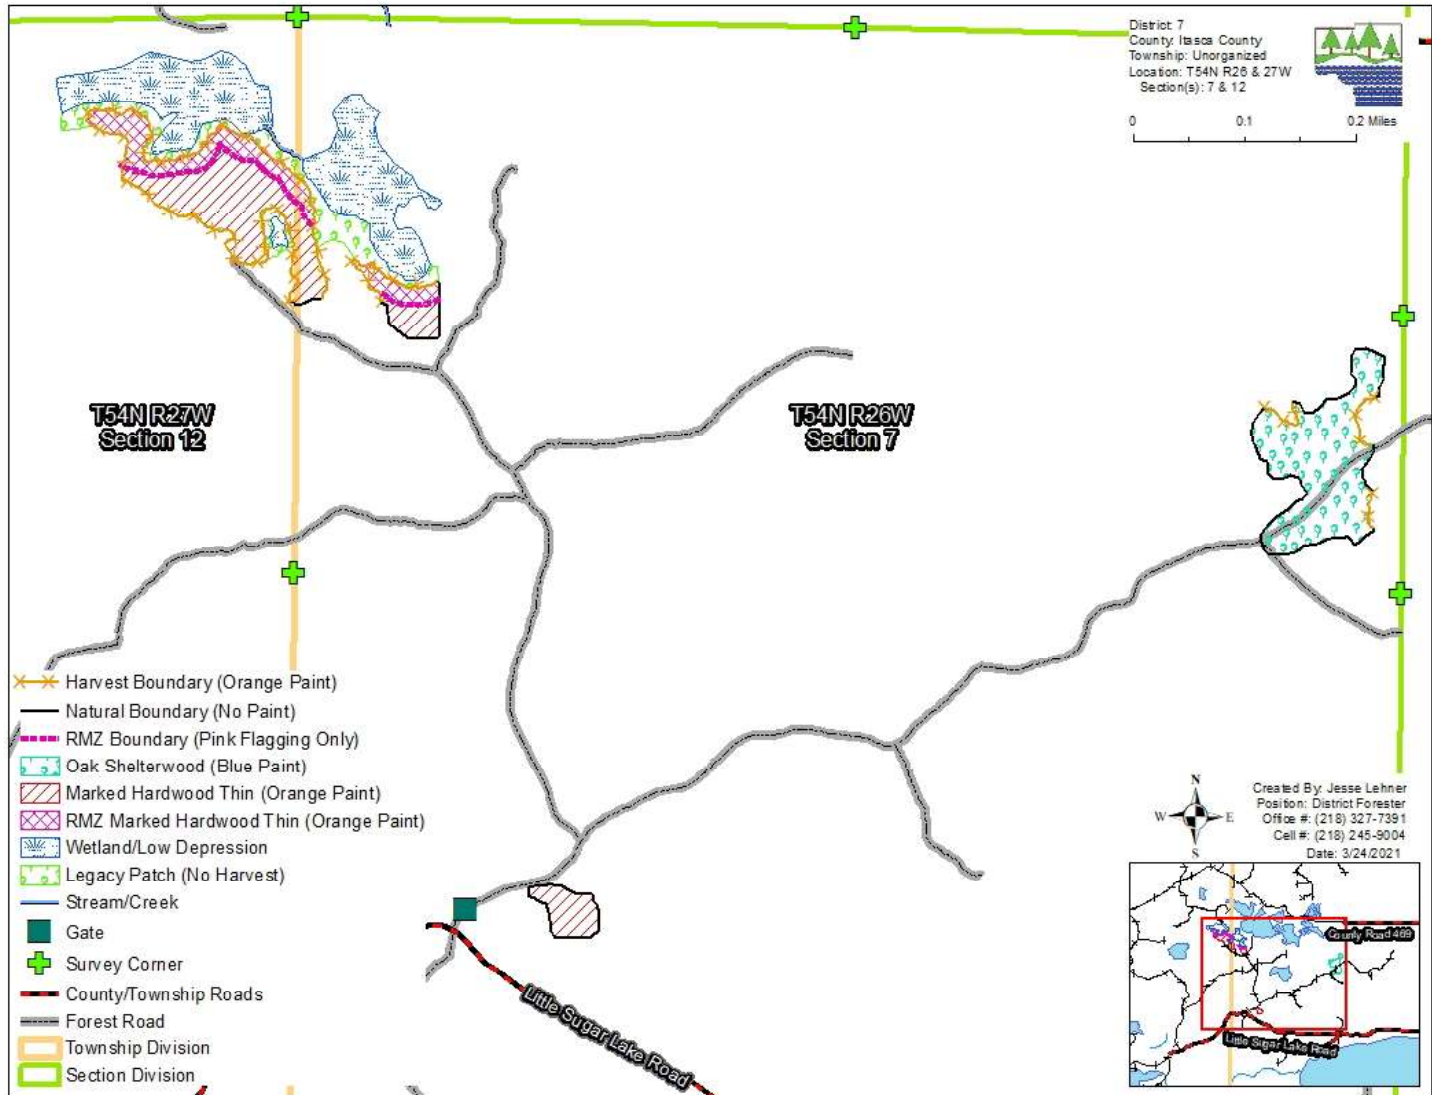 District: 7
County: Itasca County
Township: Unorganized
Location: T54N R26 & 27W
Section(s): 7 & 12
0 0.1 0.2 Miles
T54N R27W
Section 12
T54N R26W
Section 7
Harvest Boundary (Orange Paint)
Natural Boundary (No Paint)
RMZ Boundary (Pink Flagging Only)
Oak Shelterwood (Blue Paint)
Marked Hardwood Thin (Orange Paint)
RMZ Marked Hardwood Thin (Orange Paint)
Wetland/Low Depression
Legacy Patch (No Harvest)
Stream/Creek
Gate
Survey Corner
County/Township Roads
Forest Road
Township Division
Section Division
Little Sugar Lake Road
N
W E
S
Created By: Jesse Lehner
Position: District Forester
Office #: (218) 327-7391
Cell #: (218) 245-9004
Date: 3/24/2021
County Road 469
Little Sugar Lake Road